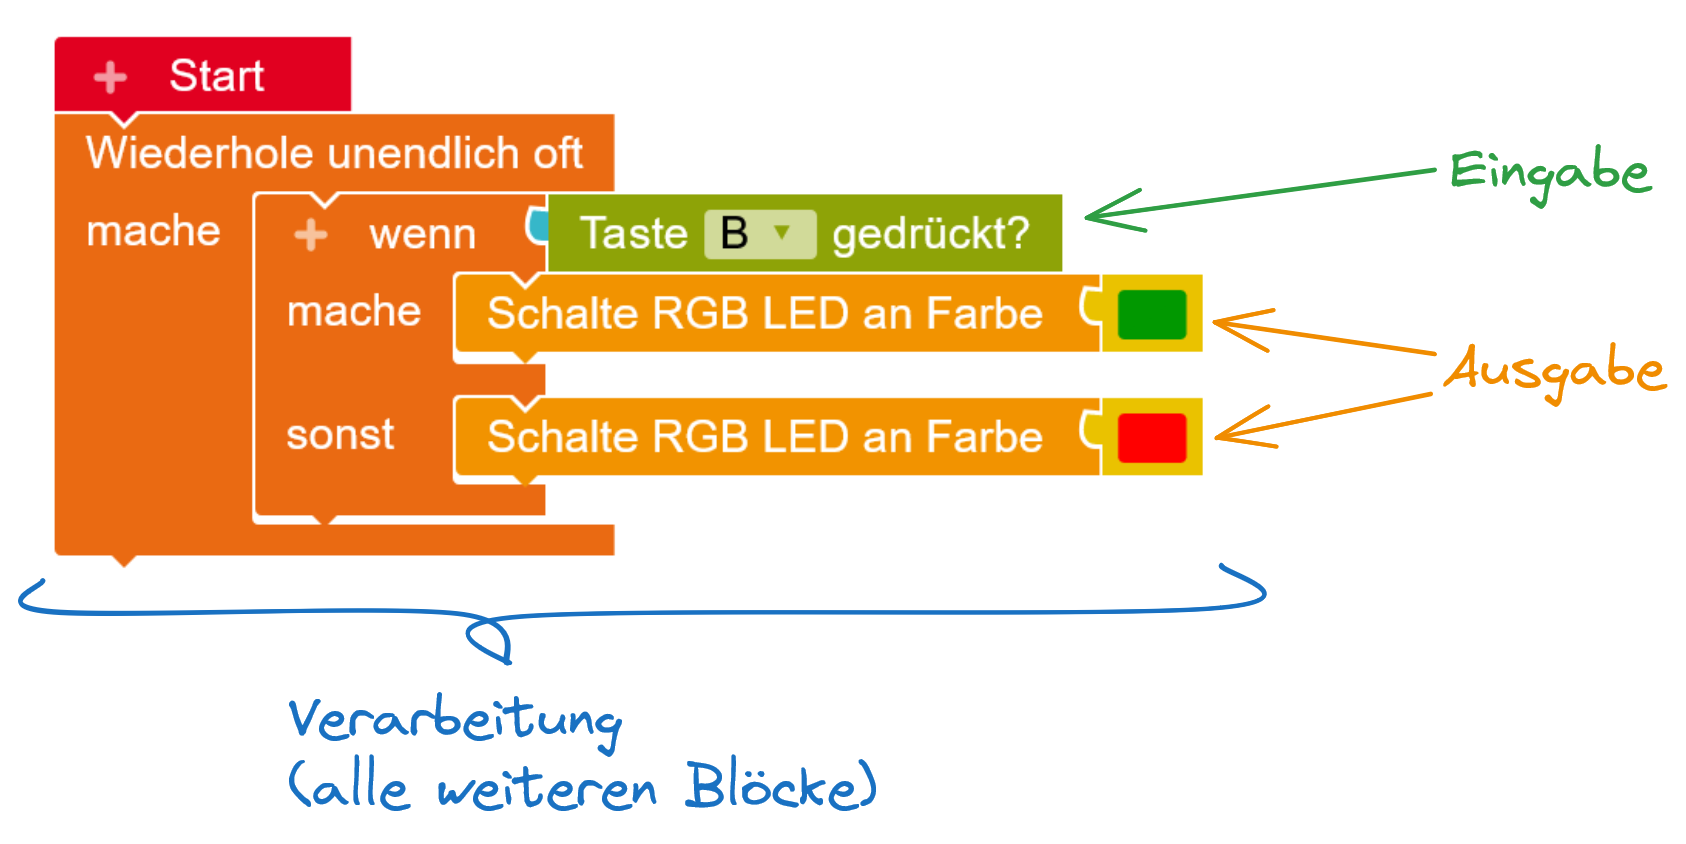 Start
Wiederhole unendlich oft
mache
wenn
Taste B gedrückt?
Eingabe
mache
Schalte RGB LED an Farbe
Ausgabe
sonst
Schalte RGB LED an Farbe
Verarbeitung
(alle weiteren Blöcke)